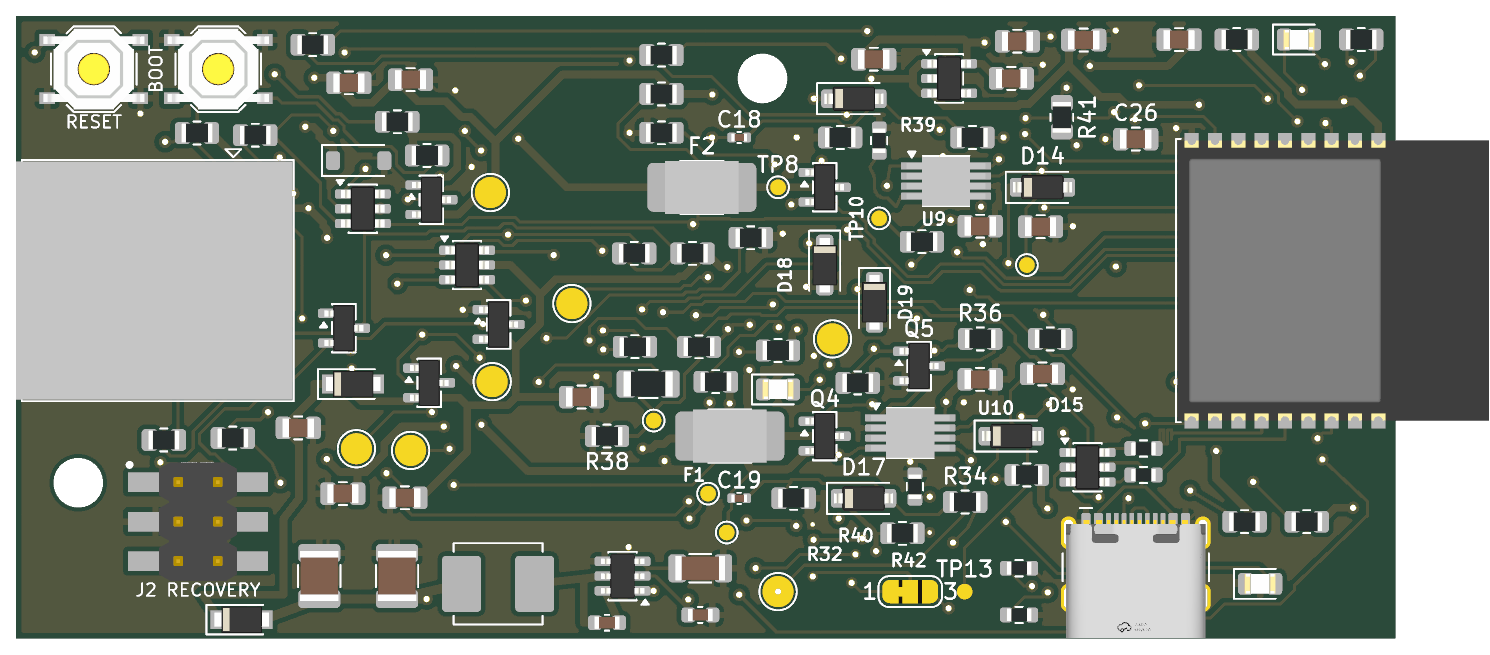 BOOT
RESET
C18
F2
TP8
R39
R41
C26
D14
TP10
U9
D18
D19
R36
Q5
Q4
U10
D15
R38
D17
R34
F1
C19
R40
R32
R42
TP13
1
3
J2 RECOVERY